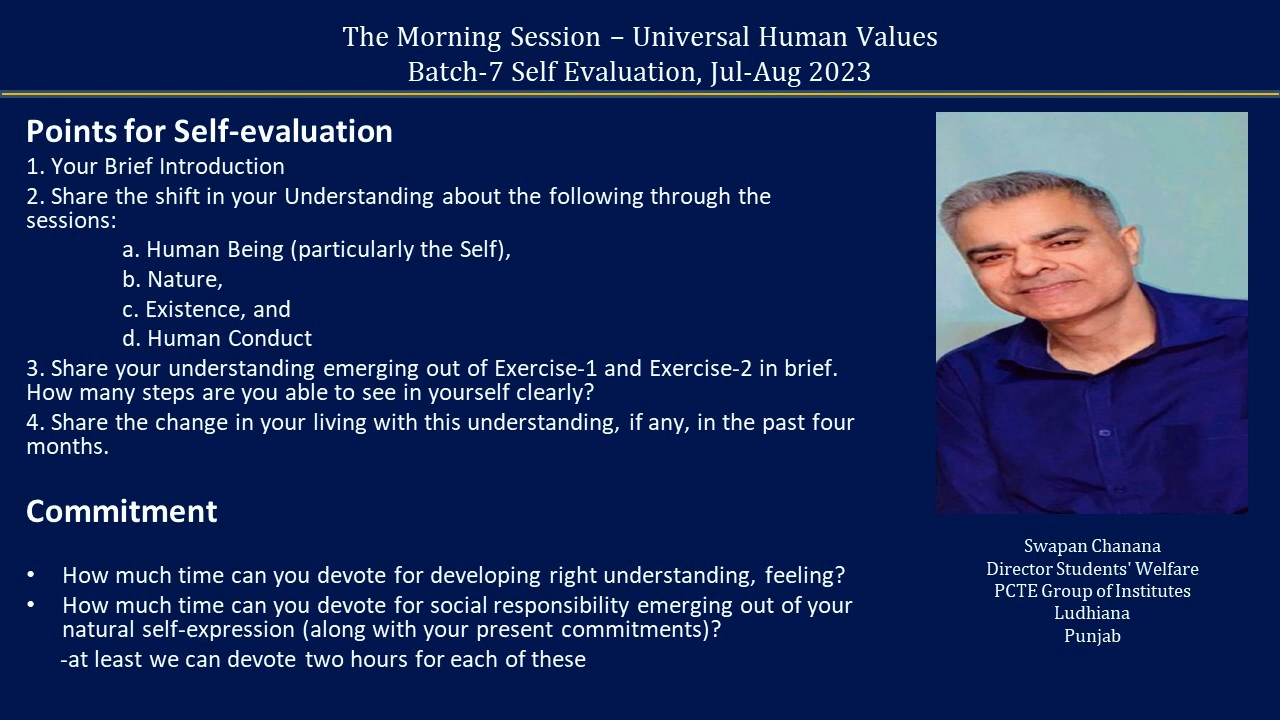 The Morning Session – Universal Human Values
Batch-7 Self Evaluation, Jul-Aug 2023
Points for Self-evaluation
1. Your Brief Introduction
2. Share the shift in your Understanding about the following through the
sessions:
a. Human Being (particularly the Self),
b. Nature,
c. Existence, and
d. Human Conduct
3. Share your understanding emerging out of Exercise-1 and Exercise-2 in brief.
How many steps are you able to see in yourself clearly?
4. Share the change in your living with this understanding, if any, in the past four
months.
Commitment
• How much time can you devote for developing right understanding, feeling?
• How much time can you devote for social responsibility emerging out of your
natural self-expression (along with your present commitments)?
-at least we can devote two hours for each of these
Swapan Chanana
Director Students' Welfare
PCTE Group of Institutes
Ludhiana
Punjab